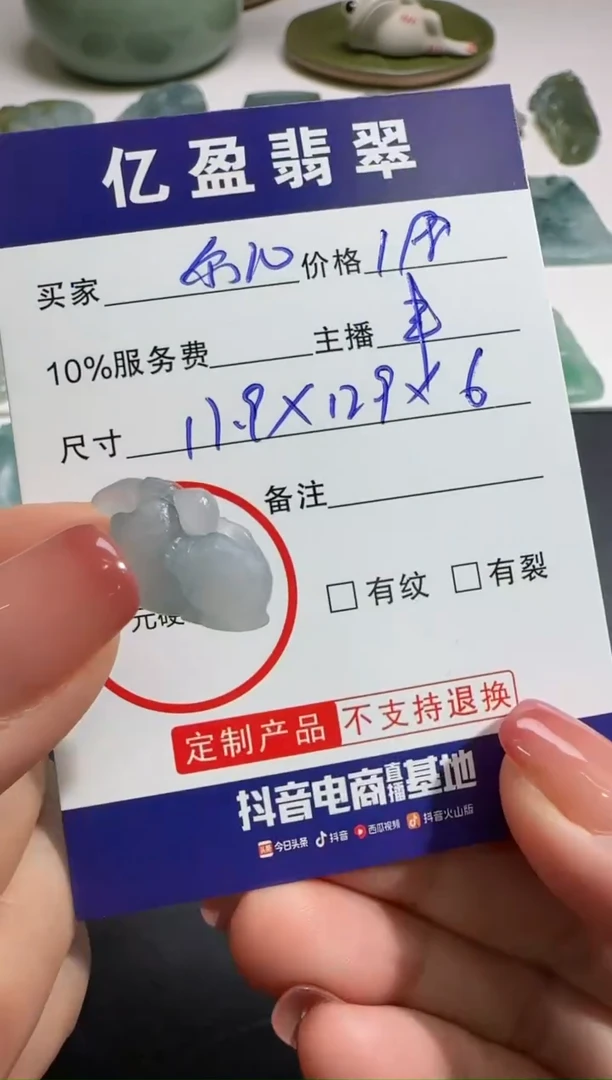 亿盈翡翠
买家 价格
10%服务费 主播
尺寸 11.9×12.9×6
备注
□有纹 □有裂
定制产品 不支持退换
抖音电商直播基地
头条 今日头条 抖音 西瓜视频 抖音火山版